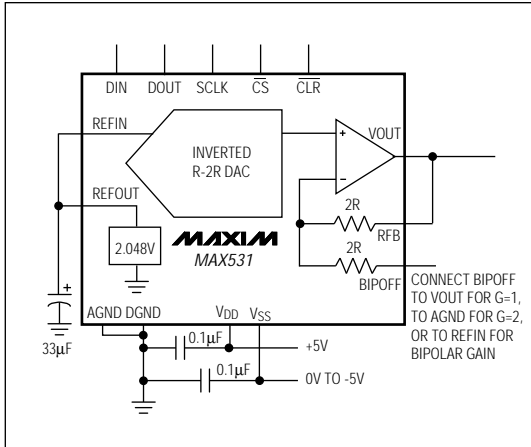 DIN DOUT SCLK CS CLR
REFIN
VOUT
INVERTED
R-2R DAC
+
−
REFOUT
2R
RFB
2.048V
MAXIM
MAX531
2R
BIPOFF
CONNECT BIPOFF
TO VOUT FOR G=1,
TO AGND FOR G=2,
OR TO REFIN FOR
BIPOLAR GAIN
+
33µF
AGND DGND VDD VSS
0.1µF
+5V
0.1µF
0V TO -5V